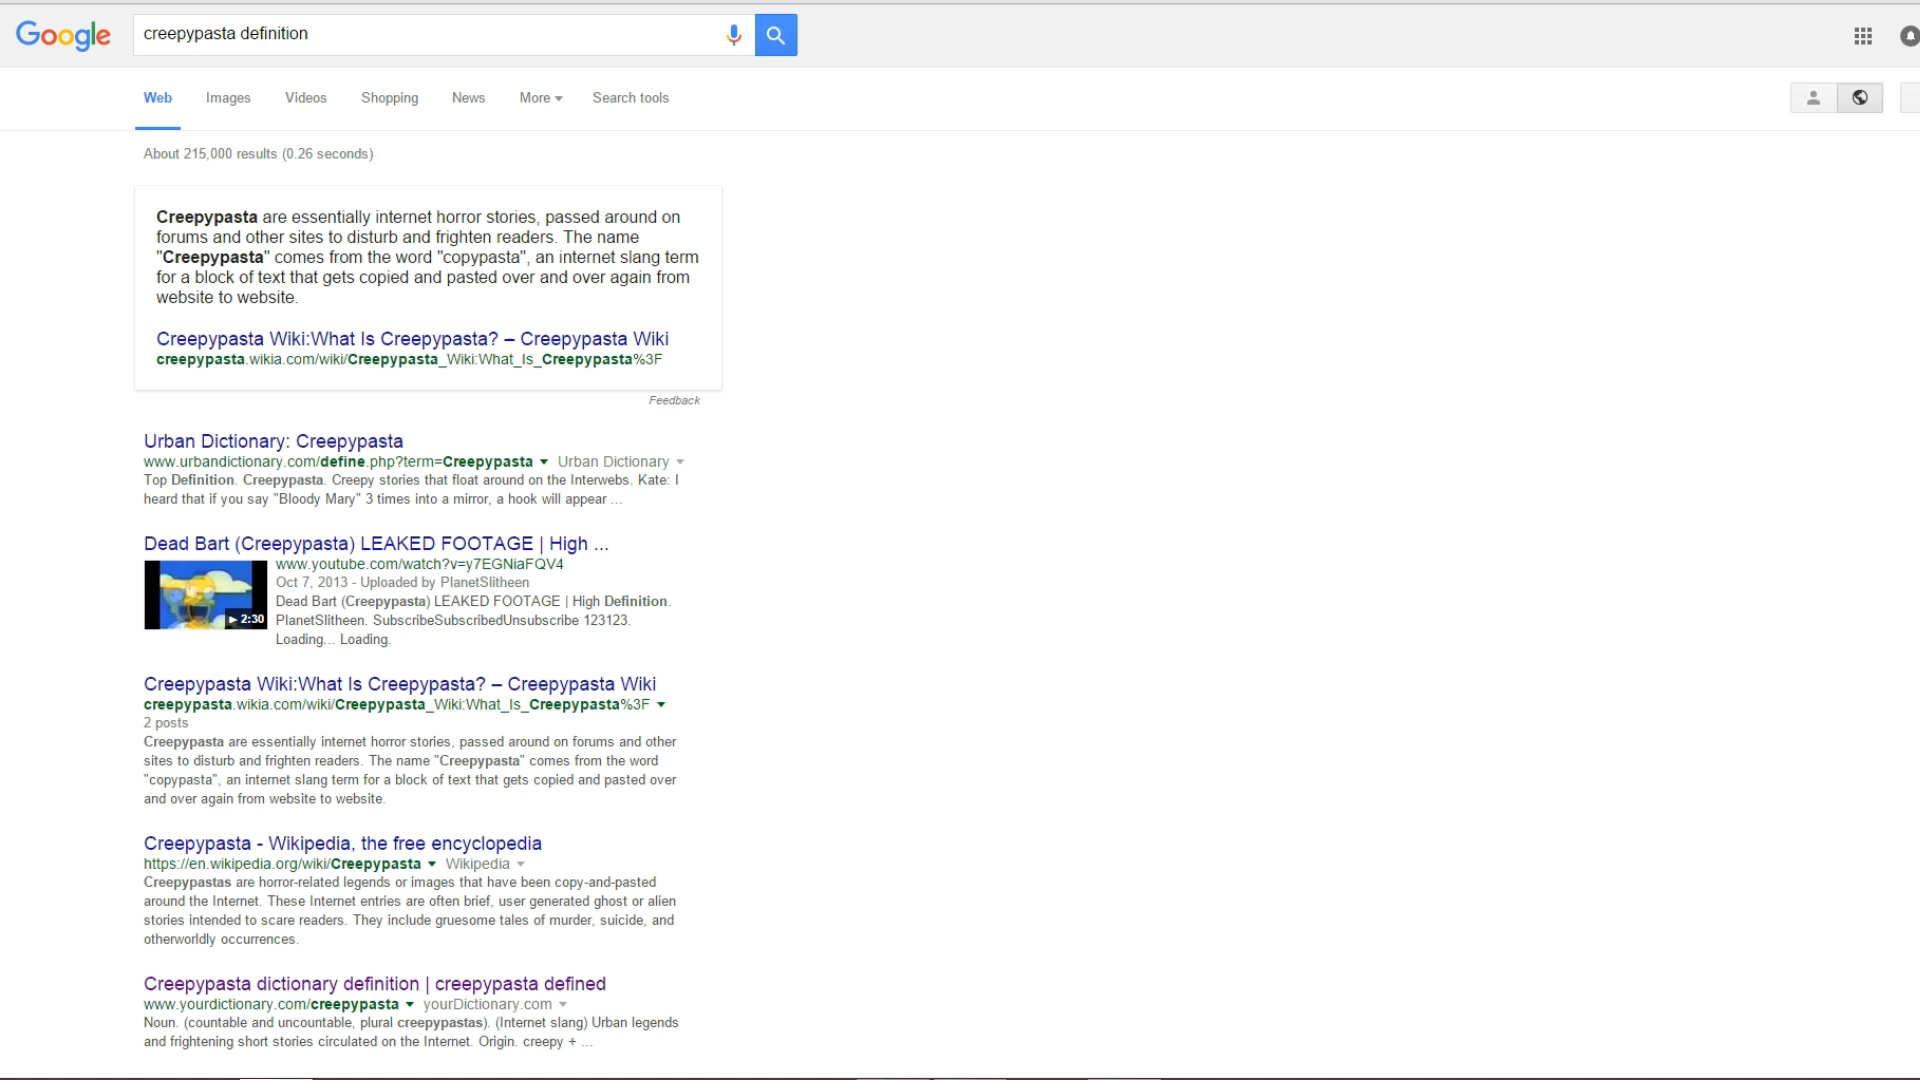 Google
creepypasta definition
Web Images Videos Shopping News More Search tools
About 215,000 results (0.26 seconds)
Creepypasta are essentially internet horror stories, passed around on
forums and other sites to disturb and frighten readers. The name
"Creepypasta" comes from the word "copypasta", an internet slang term
for a block of text that gets copied and pasted over and over again from
website to website.
Creepypasta Wiki:What Is Creepypasta? – Creepypasta Wiki
creepypasta.wikia.com/wiki/Creepypasta_Wiki:What_Is_Creepypasta%3F
Feedback
Urban Dictionary: Creepypasta
www.urbandictionary.com/define.php?term=Creepypasta Urban Dictionary
Top Definition. Creepypasta. Creepy stories that float around on the Interwebs. Kate: I
heard that if you say "Bloody Mary" 3 times into a mirror, a hook will appear ...
Dead Bart (Creepypasta) LEAKED FOOTAGE | High ...
www.youtube.com/watch?v=y7EGNiaFQV4
Oct 7, 2013 - Uploaded by PlanetSlitheen
Dead Bart (Creepypasta) LEAKED FOOTAGE | High Definition.
2:30 PlanetSlitheen. SubscribeSubscribedUnsubscribe 123123.
Loading... Loading.
Creepypasta Wiki:What Is Creepypasta? – Creepypasta Wiki
creepypasta.wikia.com/wiki/Creepypasta_Wiki:What_Is_Creepypasta%3F
2 posts
Creepypasta are essentially internet horror stories, passed around on forums and other
sites to disturb and frighten readers. The name "Creepypasta" comes from the word
"copypasta", an internet slang term for a block of text that gets copied and pasted over
and over again from website to website.
Creepypasta - Wikipedia, the free encyclopedia
https://en.wikipedia.org/wiki/Creepypasta Wikipedia
Creepypastas are horror-related legends or images that have been copy-and-pasted
around the Internet. These Internet entries are often brief, user generated ghost or alien
stories intended to scare readers. They include gruesome tales of murder, suicide, and
otherworldly occurrences.
Creepypasta dictionary definition | creepypasta defined
www.yourdictionary.com/creepypasta yourDictionary.com
Noun. (countable and uncountable, plural creepypastas). (Internet slang) Urban legends
and frightening short stories circulated on the Internet. Origin. creepy + ...